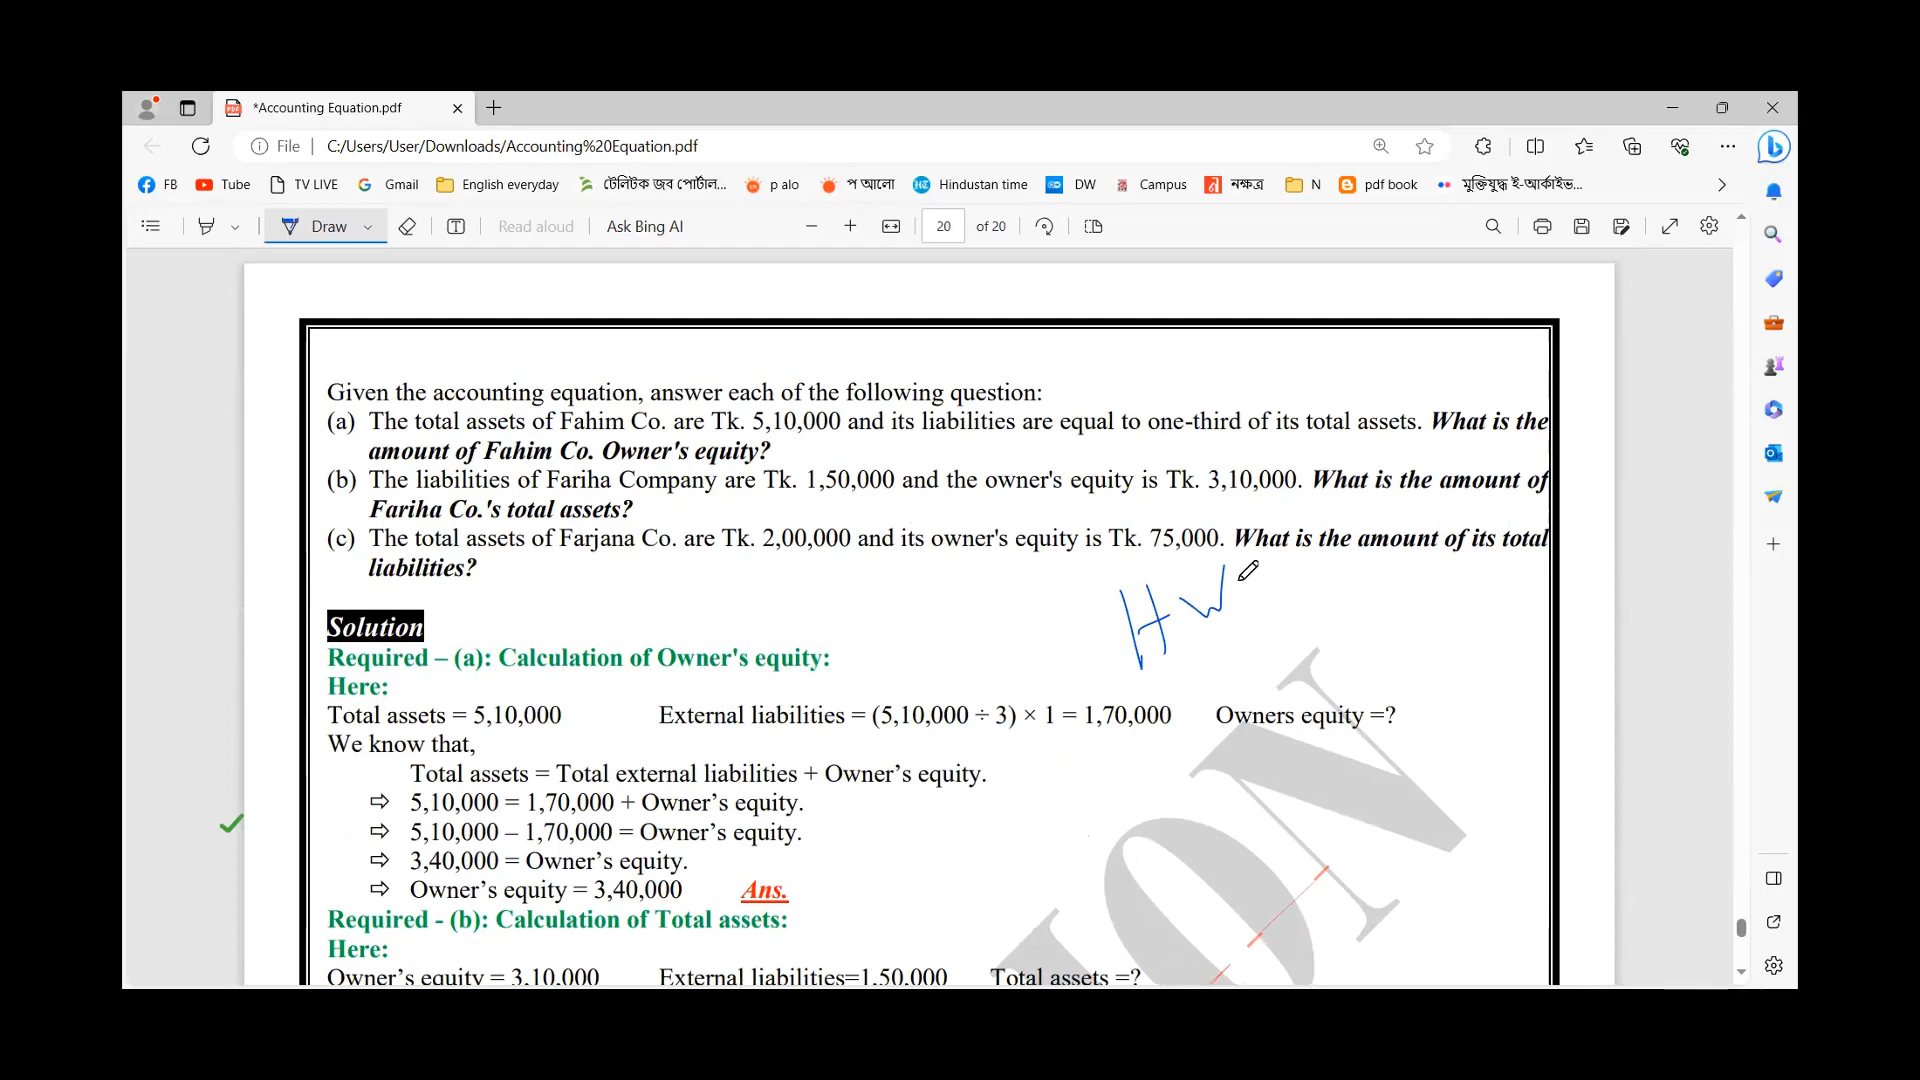 *Accounting Equation.pdf
File | C:/Users/User/Downloads/Accounting%20Equation.pdf
FB Tube TV LIVE Gmail English everyday টেলিটক জব পোর্টাল... p alo প আলো Hindustan time DW Campus নক্ষত্র N pdf book মুক্তিযুদ্ধ ই-আর্কাইভ...
Draw Read aloud Ask Bing AI 20 of 20
Given the accounting equation, answer each of the following question:
(a) The total assets of Fahim Co. are Tk. 5,10,000 and its liabilities are equal to one-third of its total assets. What is the
amount of Fahim Co. Owner's equity?
(b) The liabilities of Fariha Company are Tk. 1,50,000 and the owner's equity is Tk. 3,10,000. What is the amount of
Fariha Co.'s total assets?
(c) The total assets of Farjana Co. are Tk. 2,00,000 and its owner's equity is Tk. 75,000. What is the amount of its total
liabilities?
HW
Solution
Required – (a): Calculation of Owner's equity:
Here:
Total assets = 5,10,000 External liabilities = (5,10,000 ÷ 3) × 1 = 1,70,000 Owners equity =?
We know that,
Total assets = Total external liabilities + Owner’s equity.
⇨ 5,10,000 = 1,70,000 + Owner’s equity.
⇨ 5,10,000 – 1,70,000 = Owner’s equity.
⇨ 3,40,000 = Owner’s equity.
⇨ Owner’s equity = 3,40,000 Ans.
Required - (b): Calculation of Total assets:
Here:
Owner’s equity = 3,10,000 External liabilities=1,50,000 Total assets =?
ON